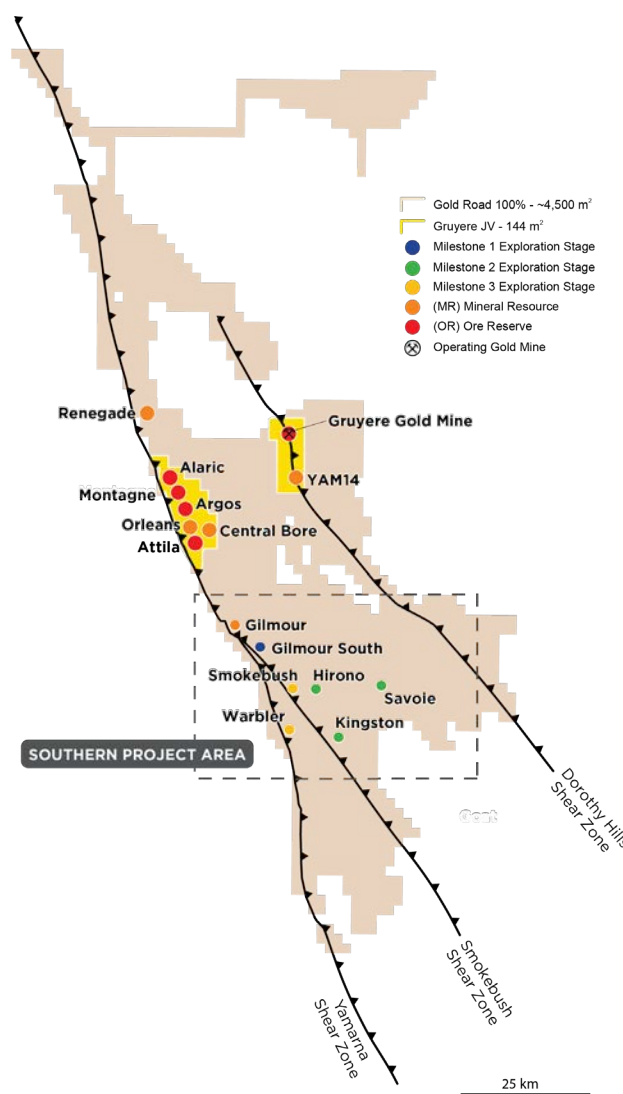 Gold Road 100% - ~4,500 m²
Gruyere JV - 144 m²
Milestone 1 Exploration Stage
Milestone 2 Exploration Stage
Milestone 3 Exploration Stage
(MR) Mineral Resource
(OR) Ore Reserve
Operating Gold Mine
Renegade
Gruyere Gold Mine
Alaric
YAM14
Montagne
Argos
Orleans
Central Bore
Attila
Gilmour
Gilmour South
Smokebush
Hirono
Savoie
Warbler
Kingston
SOUTHERN PROJECT AREA
Dorothy Hills
Shear Zone
Smokebush
Shear Zone
Yamarna
Shear Zone
25 km